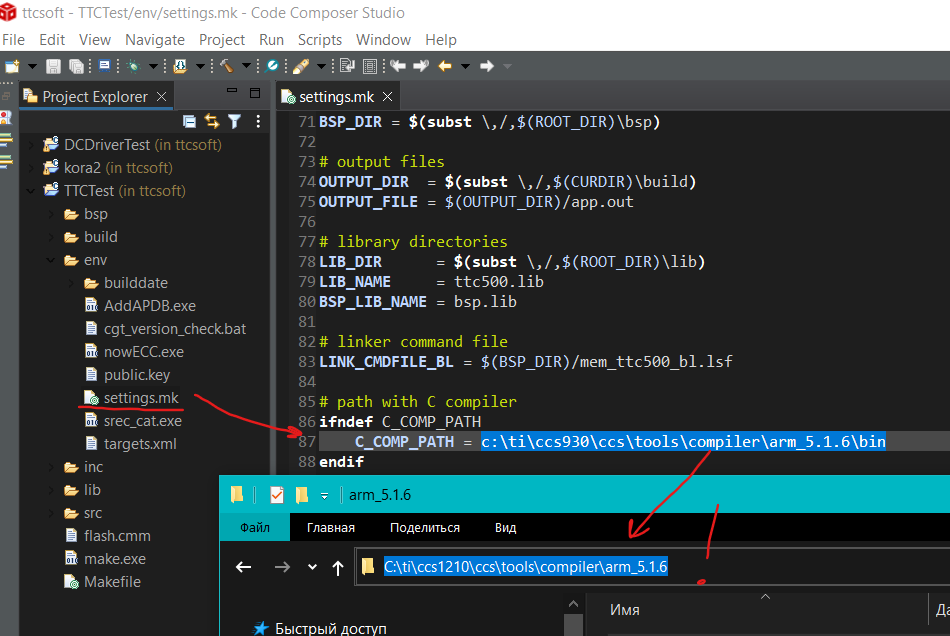 ttcsoft - TTCTest/env/settings.mk - Code Composer Studio
File Edit View Navigate Project Run Scripts Window Help
Project Explorer
settings.mk
DCDriverTest (in ttcsoft)
kora2 (in ttcsoft)
TTCTest (in ttcsoft)
bsp
build
env
builddate
AddAPDB.exe
cgt_version_check.bat
nowECC.exe
public.key
settings.mk
srec_cat.exe
targets.xml
inc
lib
src
flash.cmm
make.exe
Makefile
71 BSP_DIR = $(subst \,/,$(ROOT_DIR)\bsp)
72
73 # output files
74 OUTPUT_DIR = $(subst \,/,$(CURDIR)\build)
75 OUTPUT_FILE = $(OUTPUT_DIR)/app.out
76
77 # library directories
78 LIB_DIR = $(subst \,/,$(ROOT_DIR)\lib)
79 LIB_NAME = ttc500.lib
80 BSP_LIB_NAME = bsp.lib
81
82 # linker command file
83 LINK_CMDFILE_BL = $(BSP_DIR)/mem_ttc500_bl.lsf
84
85 # path with C compiler
86 ifndef C_COMP_PATH
87 C_COMP_PATH = c:\ti\ccs930\ccs\tools\compiler\arm_5.1.6\bin
88 endif
arm_5.1.6
Файл Главная Поделиться Вид
C:\ti\ccs1210\ccs\tools\compiler\arm_5.1.6
Имя
Быстрый доступ